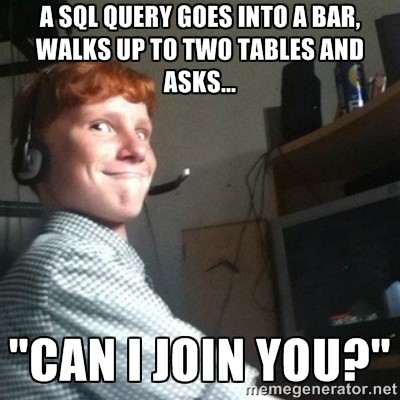 A SQL QUERY GOES INTO A BAR,
WALKS UP TO TWO TABLES AND
ASKS...
"CAN I JOIN YOU?"
memegenerator.net